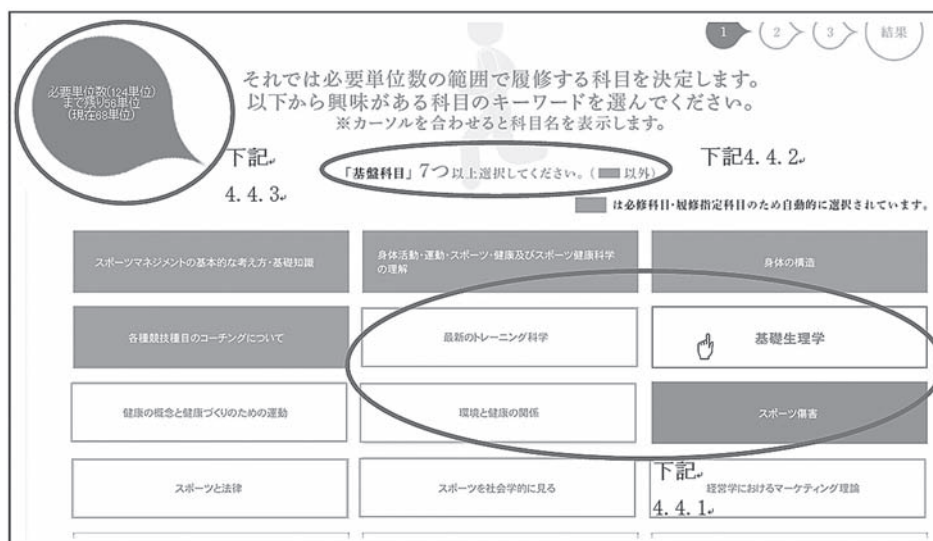 1 2 3 結果
必要単位数(124単位)
まで残り56単位
(現在68単位)
それでは必要単位数の範囲で履修する科目を決定します。
以下から興味がある科目のキーワードを選んでください。
※カーソルを合わせると科目名を表示します。
下記
4.4.3
「基盤科目」7つ以上選択してください。( 以外)
下記4.4.2
は必修科目・履修指定科目のため自動的に選択されています。
スポーツマネジメントの基本的な考え方・基礎知識
身体活動・運動・スポーツ・健康及びスポーツ健康科学
の理解
身体の構造
各種競技種目のコーチングについて
最新のトレーニング科学
基礎生理学
健康の概念と健康づくりのための運動
環境と健康の関係
スポーツ傷害
スポーツと法律
スポーツを社会学的に見る
経営学におけるマーケティング理論
下記
4.4.1